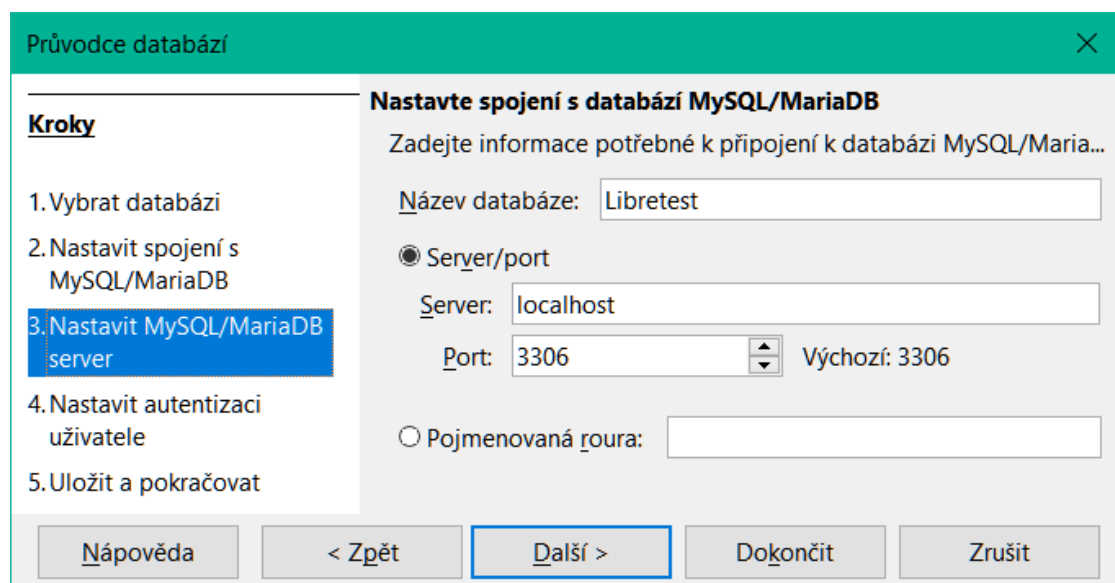 Průvodce databází
Kroky
1. Vybrat databázi
2. Nastavit spojení s
MySQL/MariaDB
3. Nastavit MySQL/MariaDB
server
4. Nastavit autentizaci
uživatele
5. Uložit a pokračovat
Nastavte spojení s databází MySQL/MariaDB
Zadejte informace potřebné k připojení k databázi MySQL/Maria...
Název databáze: Libretest
Server/port
Server: localhost
Port: 3306 Výchozí: 3306
Pojmenovaná roura:
Nápověda < Zpět Další > Dokončit Zrušit